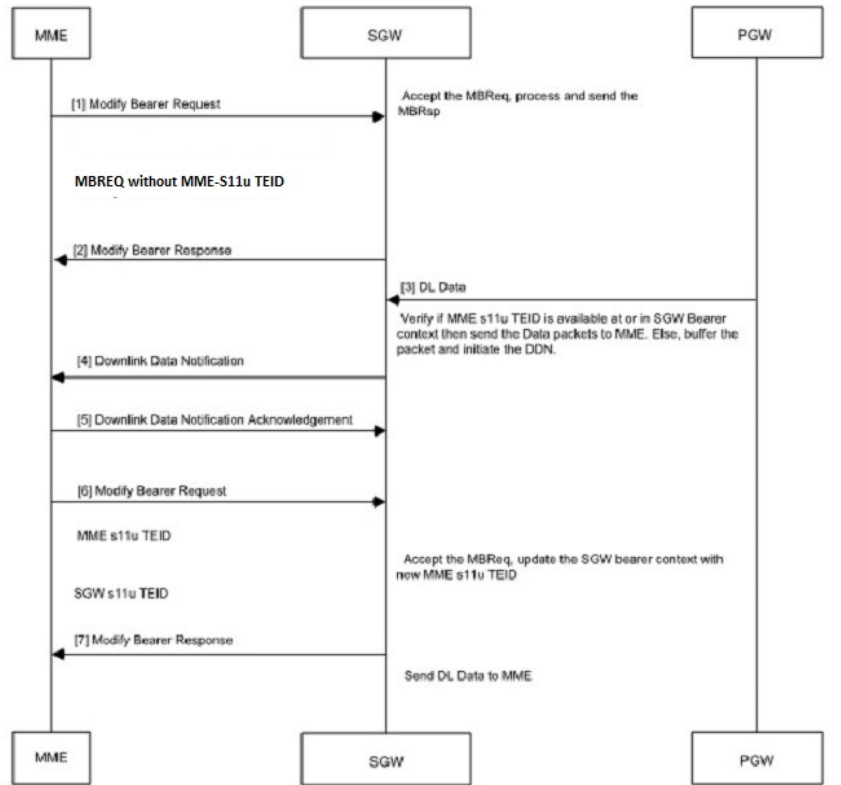 MME
SGW
PGW
[1] Modify Bearer Request
Accept the MBReq, process and send the
MBRsp
MBREQ without MME-S11u TEID
[2] Modify Bearer Response
[3] DL Data
Verify if MME s11u TEID is available at or in SGW Bearer
context then send the Data packets to MME. Else, buffer the
packet and initiate the DDN.
[4] Downlink Data Notification
[5] Downlink Data Notification Acknowledgement
[6] Modify Bearer Request
MME s11u TEID
Accept the MBReq, update the SGW bearer context with
new MME s11u TEID
SGW s11u TEID
[7] Modify Bearer Response
Send DL Data to MME
MME
SGW
PGW